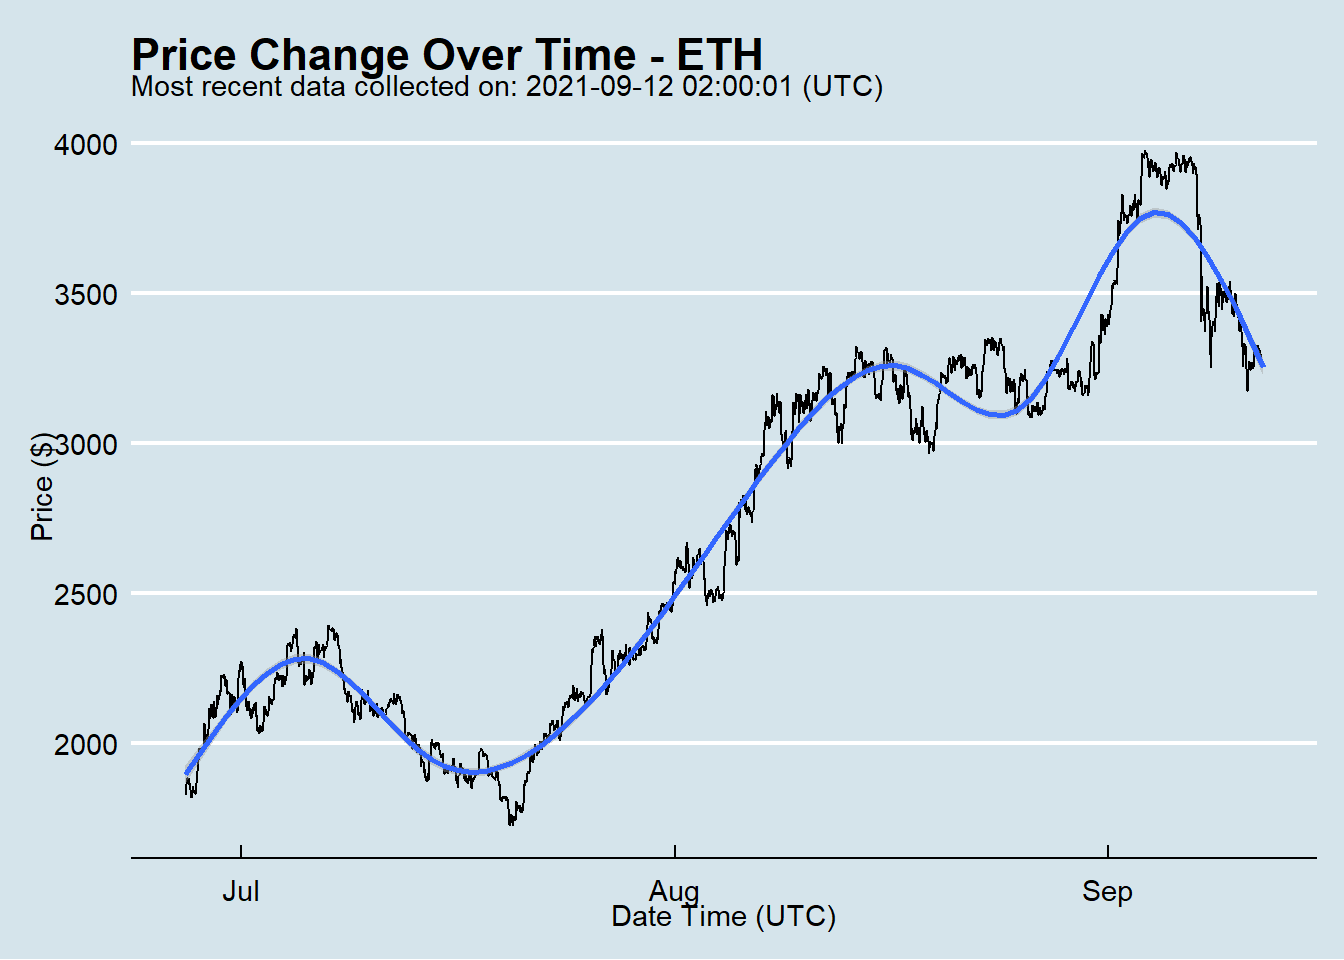 Price Change Over Time - ETH
Most recent data collected on: 2021-09-12 02:00:01 (UTC)
4000
3500
3000
2500
2000
Price ($)
Jul
Aug
Sep
Date Time (UTC)